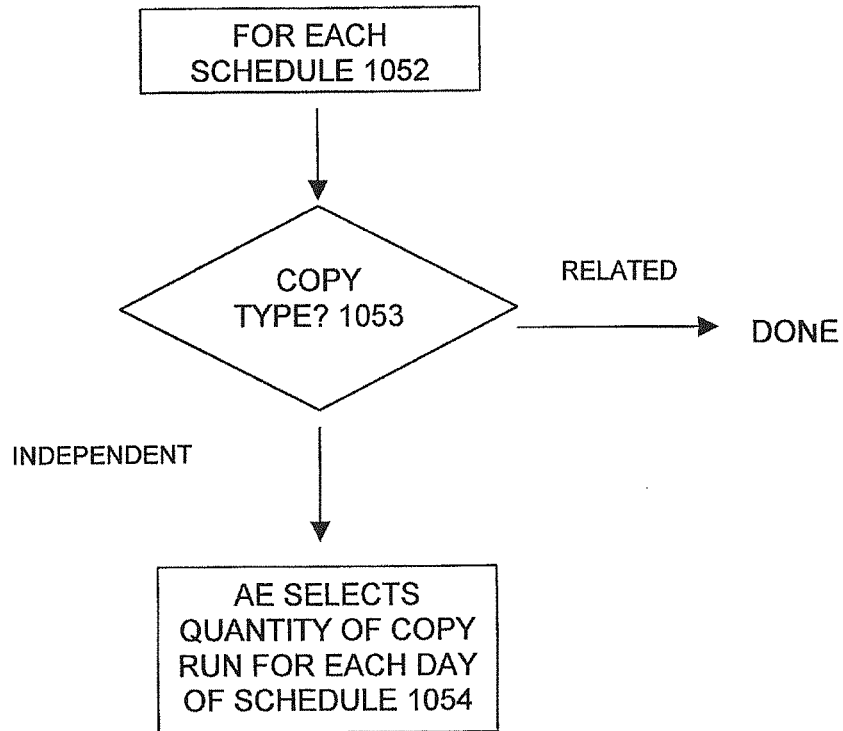 FOR EACH
SCHEDULE 1052
COPY
TYPE? 1053
RELATED
DONE
INDEPENDENT
AE SELECTS
QUANTITY OF COPY
RUN FOR EACH DAY
OF SCHEDULE 1054